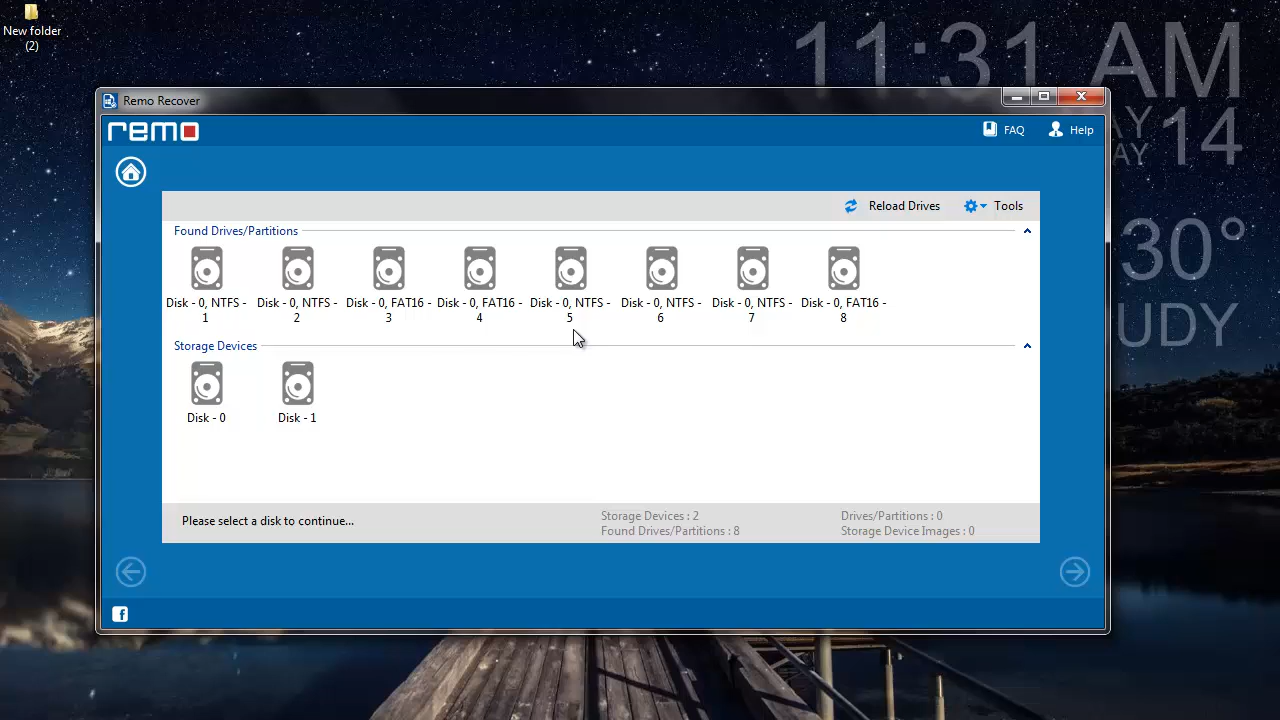 New folder
(2)
11:31 AM
AY
AY 14
30°
UDY
Remo Recover
remo
FAQ
Help
Reload Drives
Tools
Found Drives/Partitions
Disk - 0, NTFS -
1
Disk - 0, NTFS -
2
Disk - 0, FAT16 -
3
Disk - 0, FAT16 -
4
Disk - 0, NTFS -
5
Disk - 0, NTFS -
6
Disk - 0, NTFS -
7
Disk - 0, FAT16 -
8
Storage Devices
Disk - 0
Disk - 1
Please select a disk to continue...
Storage Devices : 2
Found Drives/Partitions : 8
Drives/Partitions : 0
Storage Device Images : 0
f